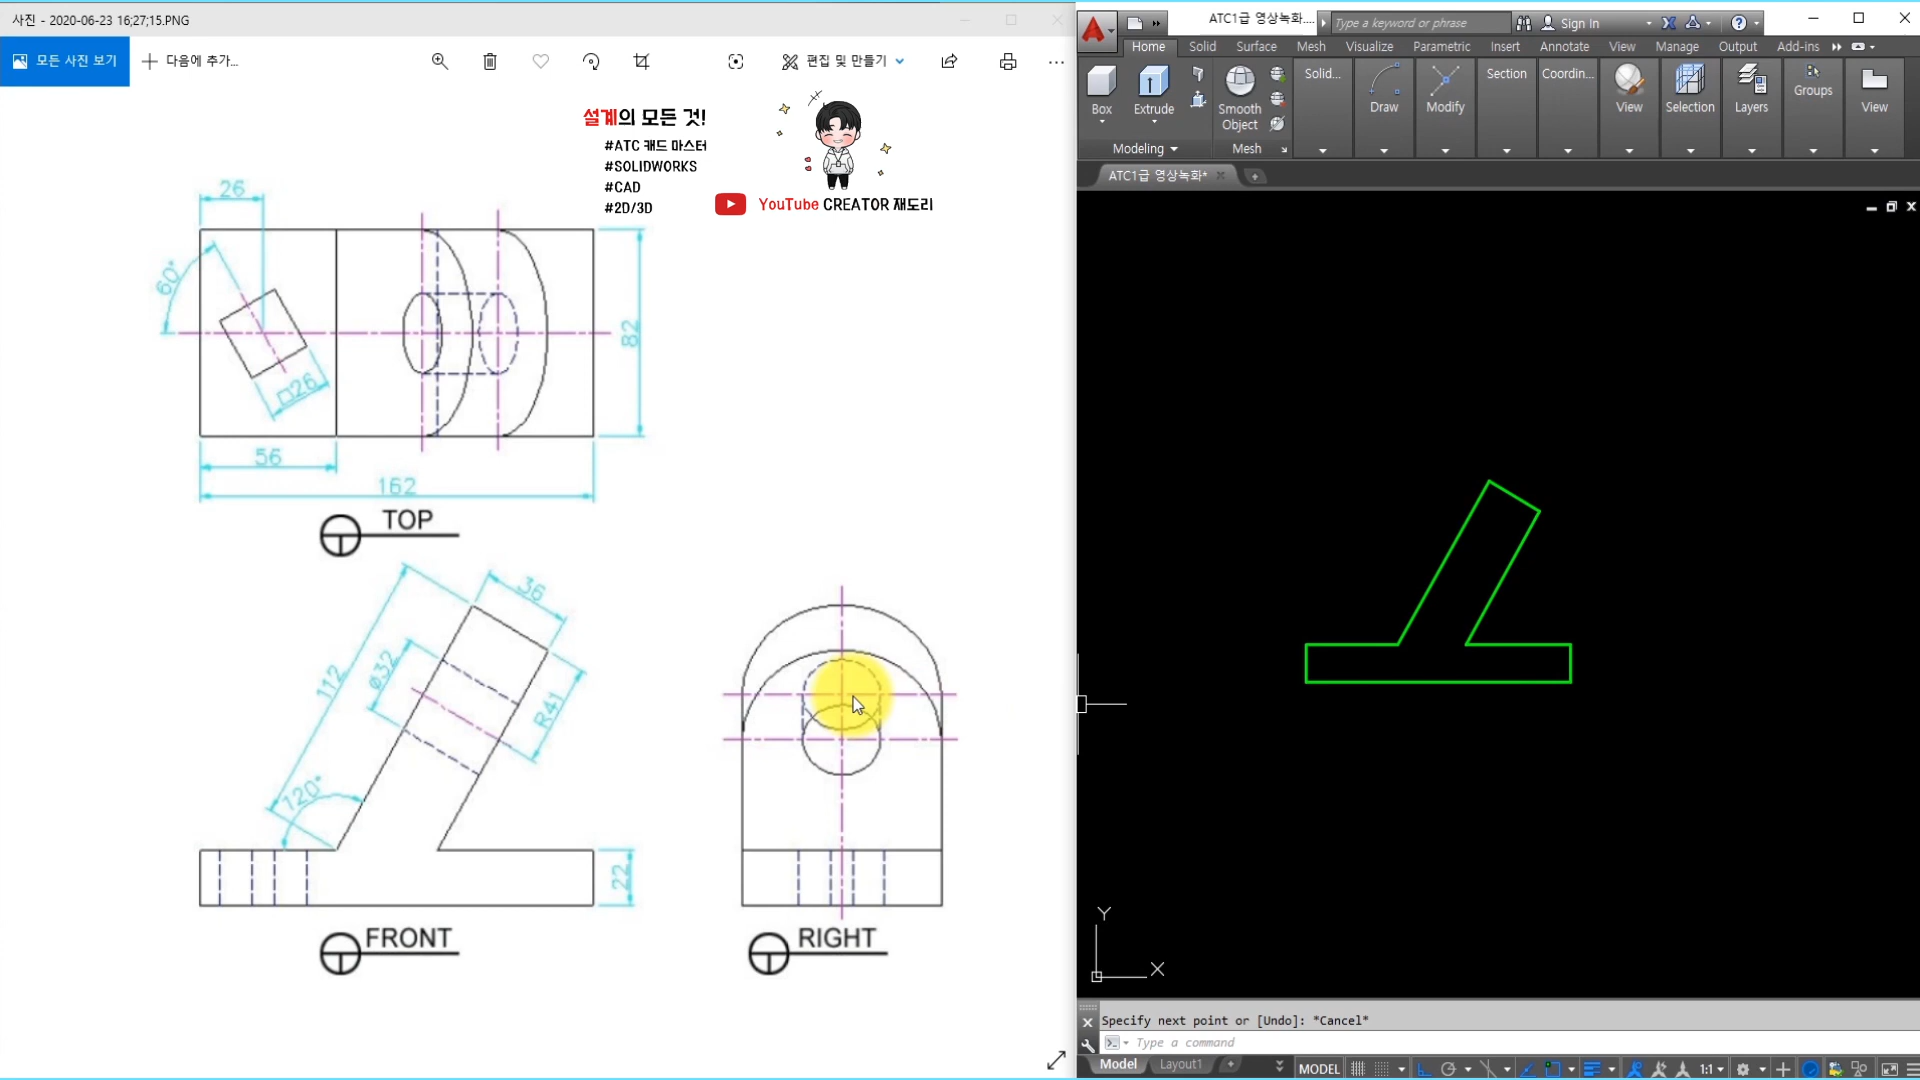 사진 - 2020-06-23 16;27;15.PNG
모든 사진 보기
다음에 추가...
편집 및 만들기
설계의 모든 것!
#ATC 캐드 마스터
#SOLIDWORKS
#CAD
#2D/3D
YouTube CREATOR 재도리
26
60°
□26
82
56
162
TOP
36
112
ø32
R41
120°
22
FRONT
RIGHT
ATC1급 영상녹화....
Type a keyword or phrase
Sign In
Home
Solid
Surface
Mesh
Visualize
Parametric
Insert
Annotate
View
Manage
Output
Add-ins
Box
Extrude
Smooth
Object
Solid...
Draw
Modify
Section
Coordin...
View
Selection
Layers
Groups
View
Modeling
Mesh
ATC1급 영상녹화*
Y
X
Specify next point or [Undo]: *Cancel*
Type a command
Model
Layout1
MODEL
1:1